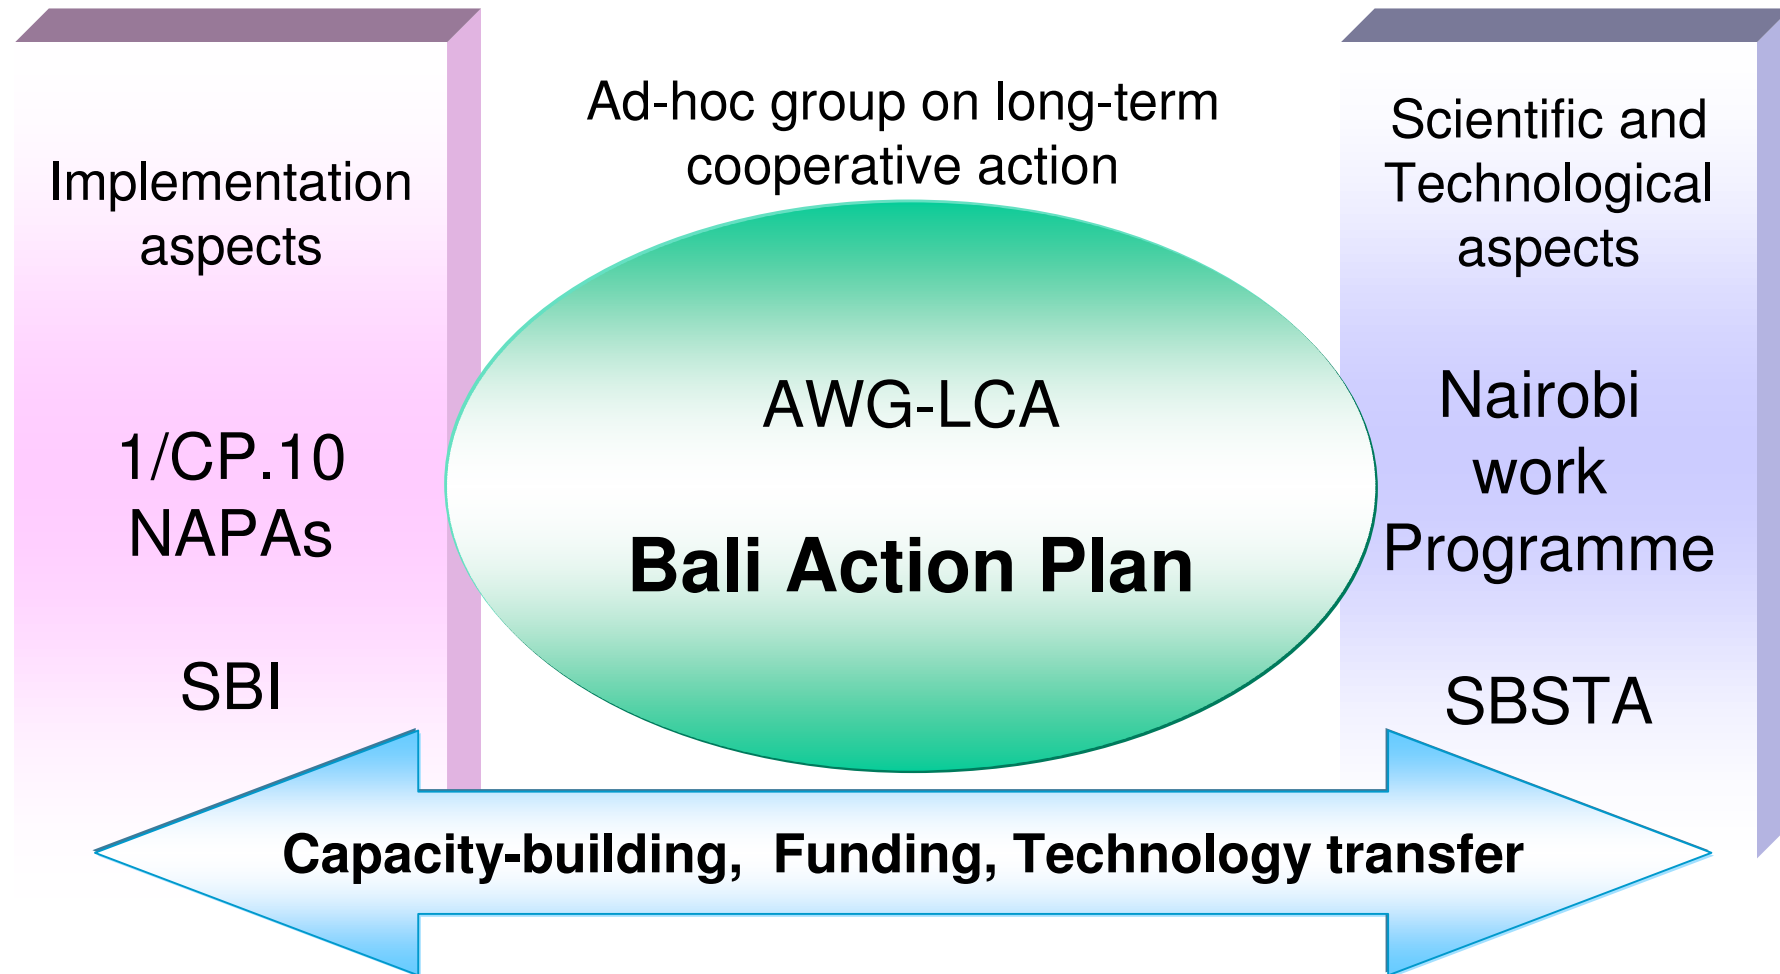 Implementation
aspects
1/CP.10
NAPAs
SBI
Ad-hoc group on long-term
cooperative action
AWG-LCA
Bali Action Plan
Scientific and
Technological
aspects
Nairobi
work
Programme
SBSTA
Capacity-building, Funding, Technology transfer